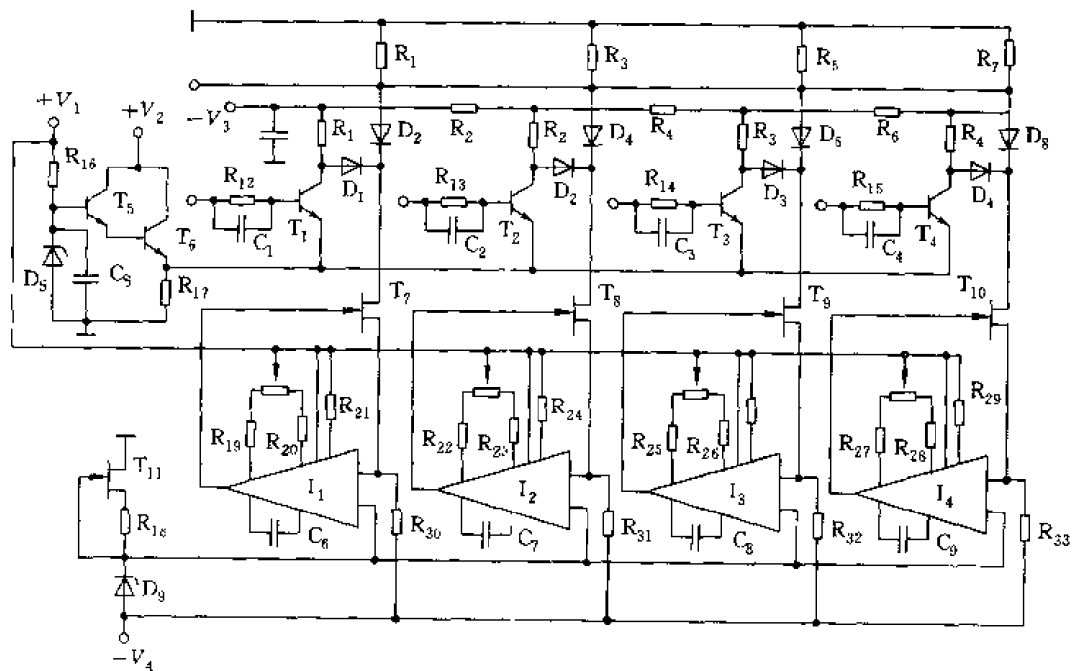 R₁ R₃ R₅ R₇
+V₁ +V₂ −V₃ R₁ D₂ R₂ R₂ D₄ R₄ R₃ D₆ R₆ R₄ D₈
R₁₆ T₅ R₁₂ D₁ R₁₃ D₂ R₁₄ D₃ R₁₅ D₄
T₆ C₁ T₁ C₂ T₂ C₃ T₃ C₄ T₄
D₅ C₅ R₁₇
T₇ T₈ T₉ T₁₀
R₂₁ R₂₄ R₂₉
R₁₉ R₂₀ R₂₂ R₂₃ R₂₅ R₂₆ R₂₇ R₂₈
T₁₁ I₁ I₂ I₃ I₄
R₁₈ C₆ R₃₀ C₇ R₃₁ C₈ R₃₂ C₉ R₃₃
D₉
−V₄